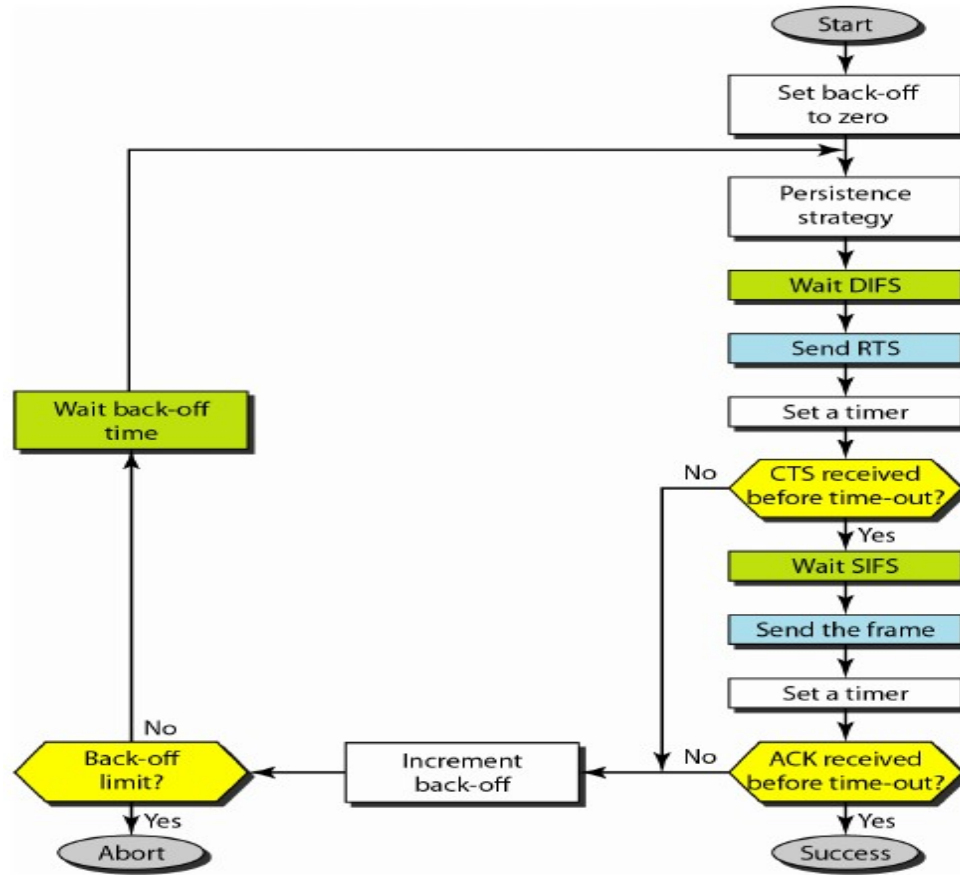 Start
Set back-off
to zero
Persistence
strategy
Wait DIFS
Send RTS
Set a timer
CTS received
before time-out?
No
Yes
Wait SIFS
Send the frame
Set a timer
ACK received
before time-out?
No
Yes
Success
Increment
back-off
Back-off
limit?
No
Yes
Abort
Wait back-off
time